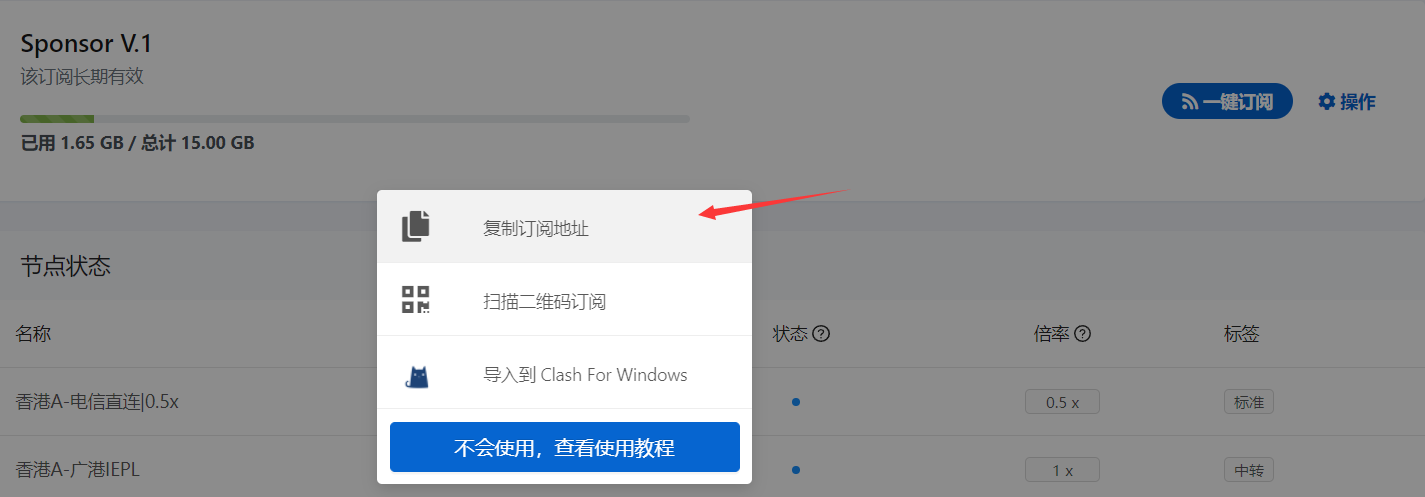 Sponsor V.1
该订阅长期有效
一键订阅 操作
已用 1.65 GB / 总计 15.00 GB
复制订阅地址
扫描二维码订阅
导入到 Clash For Windows
不会使用，查看使用教程
节点状态
名称 状态 倍率 标签
香港A-电信直连|0.5x 0.5 x 标准
香港A-广港IEPL 1 x 中转